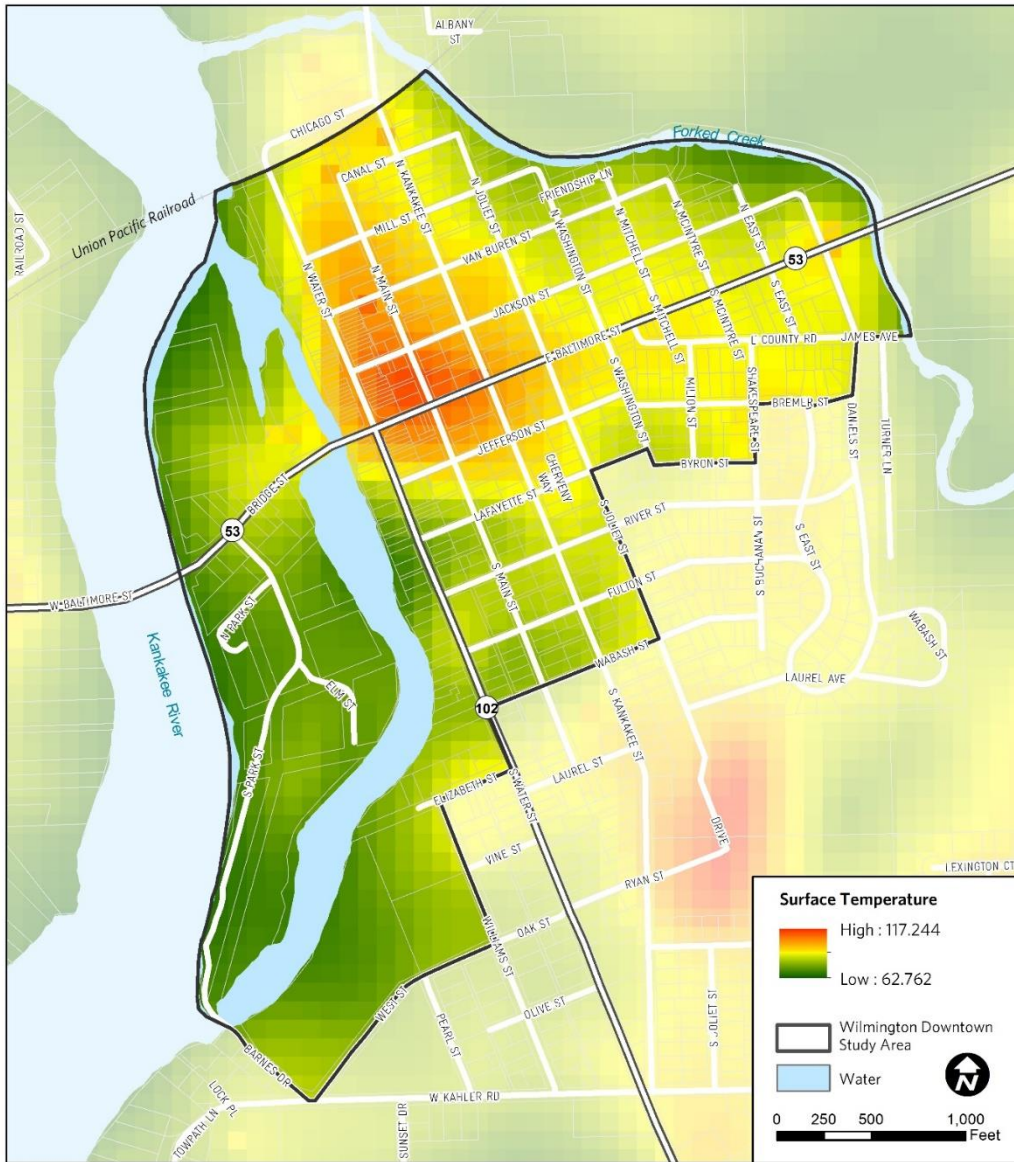 ALBANY
ST
CHICAGO ST
Forked Creek
CANAL ST
N KANKAKEE ST
N JOLIET ST
FRIENDSHIP LN
Union Pacific Railroad
RAILROAD ST
MILL ST
VAN BUREN ST
N WASHINGTON ST
N MITCHELL ST
N MCINTYRE ST
N EAST ST
53
N WATER ST
N MAIN ST
JACKSON ST
S MITCHELL ST
S MCINTYRE ST
S EAST ST
E BALTIMORE ST
L COUNTY RD
JAMES AVE
S WASHINGTON ST
MILTON ST
SHAKESPEARE ST
BREMER ST
DANIELS ST
TURNER LN
JEFFERSON ST
CHERVENY
WAY
BYRON ST
BRIDGE ST
LAFAYETTE ST
S JOLIET ST
RIVER ST
53
S BUCHANAN ST
S EAST ST
W BALTIMORE ST
S MAIN ST
FULTON ST
N PARK ST
WABASH ST
WABASH ST
Kankakee River
ELM ST
LAUREL AVE
102
S KANKAKEE ST
S PARK ST
ELIZABETH ST
S WATER ST
LAUREL ST
DRIVE
VINE ST
RYAN ST
LEXINGTON CT
OAK ST
WILLIAMS ST
WEST ST
OLIVE ST
PEARL ST
S JOLIET ST
BARNES DR
LOCK PL
TOWPATH LN
W KAHLER RD
SUNSET DR
Surface Temperature
High : 117.244
Low : 62.762
Wilmington Downtown
Study Area
Water
N
0 250 500 1,000
Feet